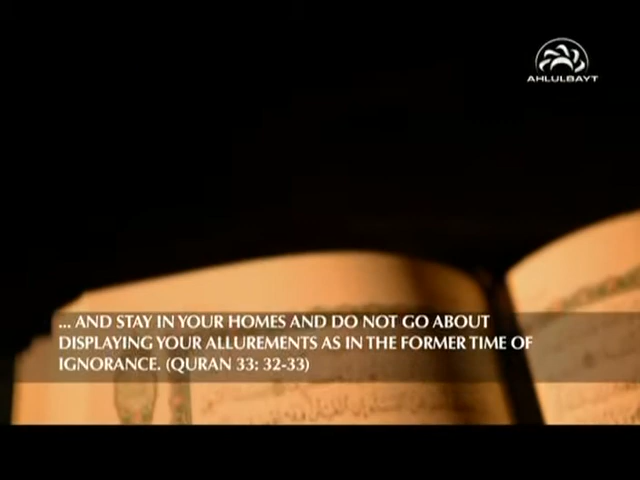 AHLULBAYT
... AND STAY IN YOUR HOMES AND DO NOT GO ABOUT
DISPLAYING YOUR ALLUREMENTS AS IN THE FORMER TIME OF
IGNORANCE. (QURAN 33: 32-33)